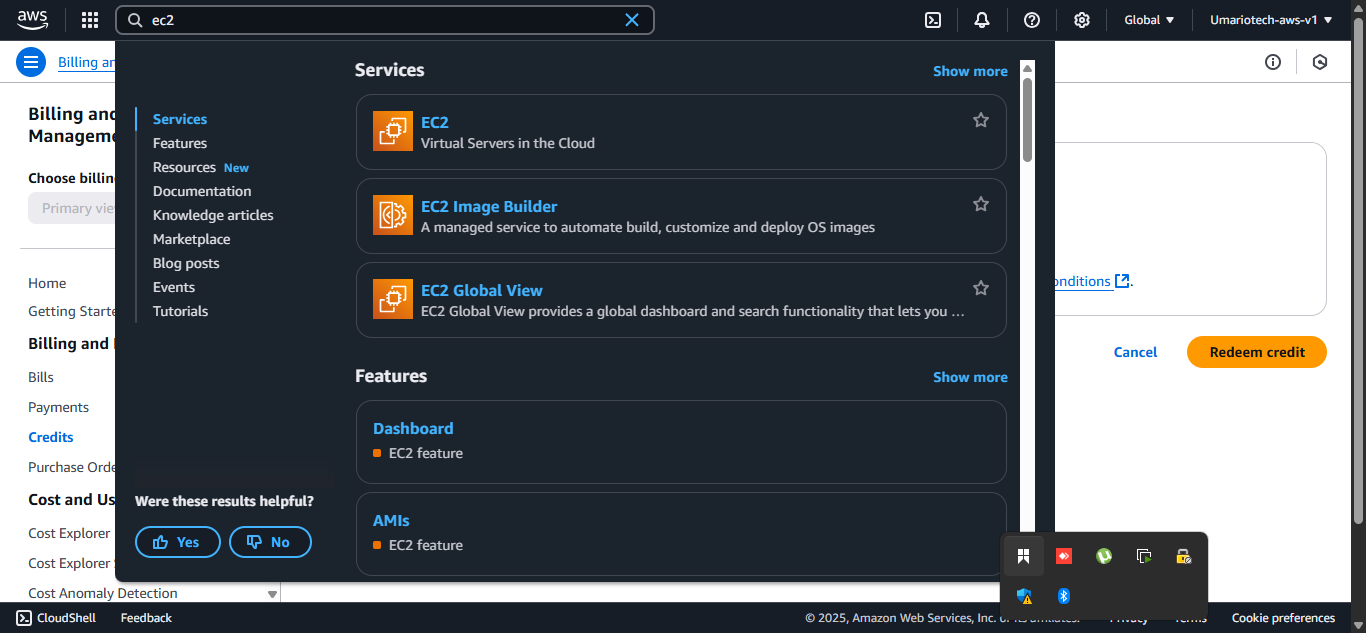 aws
ec2
Global
Umariotech-aws-v1
Billing an
Billing and
Manageme
Choose billin
Primary vie
Home
Getting Starte
Billing and
Bills
Payments
Credits
Purchase Orde
Cost and Us
Cost Explorer
Cost Explorer
Cost Anomaly Detection
Services
Features
Resources New
Documentation
Knowledge articles
Marketplace
Blog posts
Events
Tutorials
Were these results helpful?
Yes
No
Services
Show more
EC2
Virtual Servers in the Cloud
EC2 Image Builder
A managed service to automate build, customize and deploy OS images
EC2 Global View
EC2 Global View provides a global dashboard and search functionality that lets you ...
Features
Show more
Dashboard
EC2 feature
AMIs
EC2 feature
onditions .
Cancel
Redeem credit
CloudShell
Feedback
© 2025, Amazon Web Services, Inc. or its affiliates.
Privacy
Terms
Cookie preferences